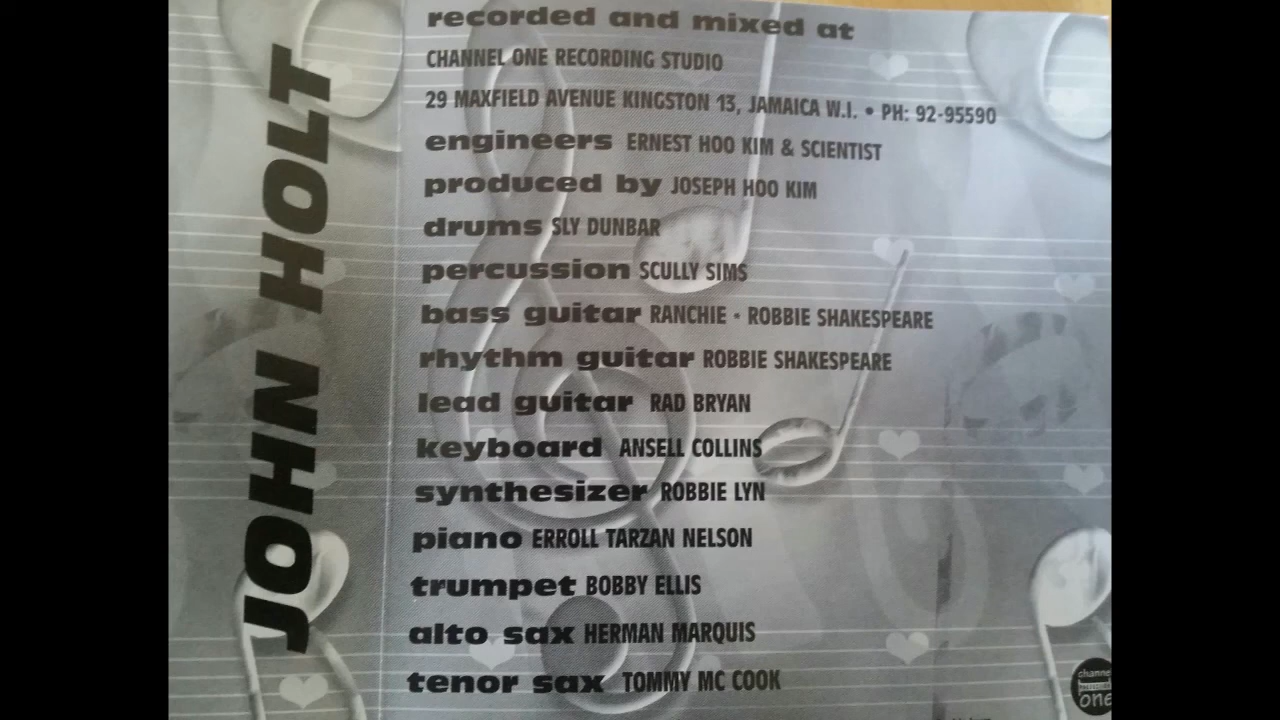 JOHN HOLT
recorded and mixed at
CHANNEL ONE RECORDING STUDIO
29 MAXFIELD AVENUE KINGSTON 13, JAMAICA W.I. • PH: 92-95590
engineers ERNEST HOO KIM & SCIENTIST
produced by JOSEPH HOO KIM
drums SLY DUNBAR
percussion SCULLY SIMS
bass guitar RANCHIE • ROBBIE SHAKESPEARE
rhythm guitar ROBBIE SHAKESPEARE
lead guitar RAD BRYAN
keyboard ANSELL COLLINS
synthesizer ROBBIE LYN
piano ERROLL TARZAN NELSON
trumpet BOBBY ELLIS
alto sax HERMAN MARQUIS
tenor sax TOMMY MC COOK
channel
one